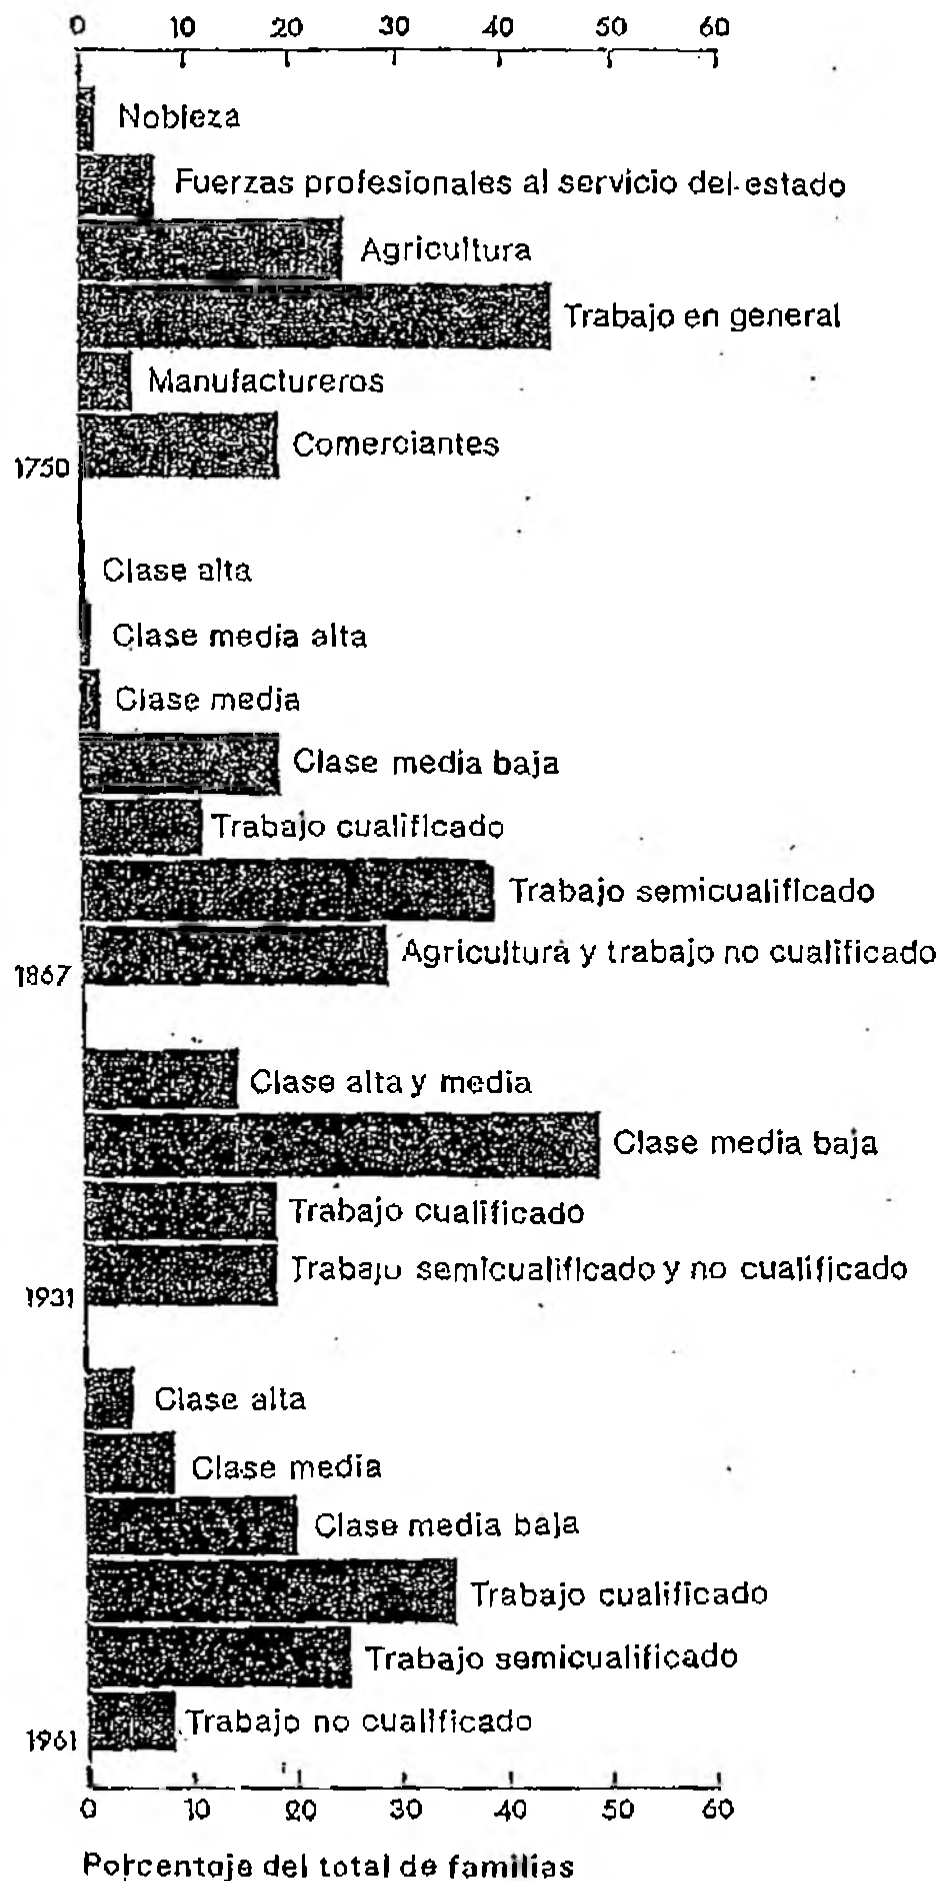 0 10 20 30 40 50 60
Nobleza
Fuerzas profesionales al servicio del estado
Agricultura
Trabajo en general
Manufactureros
Comerciantes
1750
Clase alta
Clase media alta
Clase media
Clase media baja
Trabajo cualificado
Trabajo semicualificado
Agricultura y trabajo no cualificado
1867
Clase alta y media
Clase media baja
Trabajo cualificado
Trabajo semicualificado y no cualificado
1931
Clase alta
Clase media
Clase media baja
Trabajo cualificado
Trabajo semicualificado
Trabajo no cualificado
1961
0 10 20 30 40 50 60
Porcentaje del total de familias